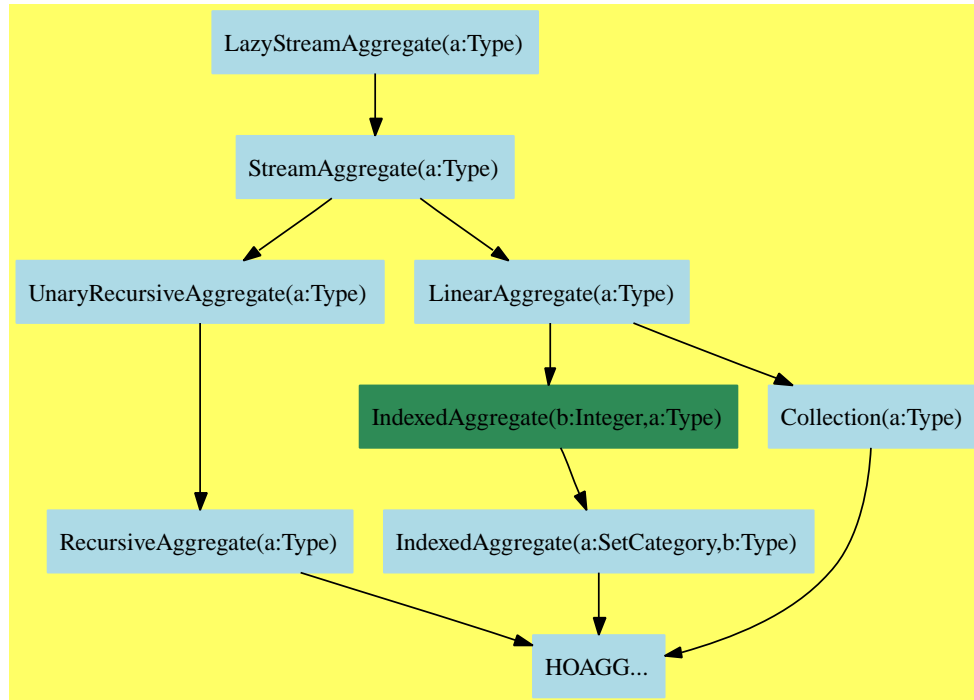 LazyStreamAggregate(a:Type)
StreamAggregate(a:Type)
UnaryRecursiveAggregate(a:Type)
LinearAggregate(a:Type)
IndexedAggregate(b:Integer,a:Type)
Collection(a:Type)
RecursiveAggregate(a:Type)
IndexedAggregate(a:SetCategory,b:Type)
HOAGG...